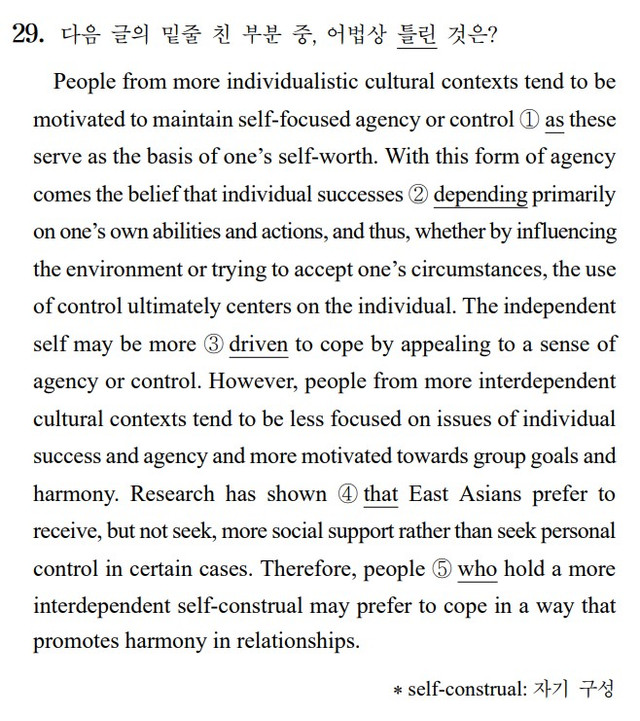 29. 다음 글의 밑줄 친 부분 중, 어법상 틀린 것은?
People from more individualistic cultural contexts tend to be
motivated to maintain self-focused agency or control ① as these
serve as the basis of one’s self-worth. With this form of agency
comes the belief that individual successes ② depending primarily
on one’s own abilities and actions, and thus, whether by influencing
the environment or trying to accept one’s circumstances, the use
of control ultimately centers on the individual. The independent
self may be more ③ driven to cope by appealing to a sense of
agency or control. However, people from more interdependent
cultural contexts tend to be less focused on issues of individual
success and agency and more motivated towards group goals and
harmony. Research has shown ④ that East Asians prefer to
receive, but not seek, more social support rather than seek personal
control in certain cases. Therefore, people ⑤ who hold a more
interdependent self-construal may prefer to cope in a way that
promotes harmony in relationships.
* self-construal: 자기 구성